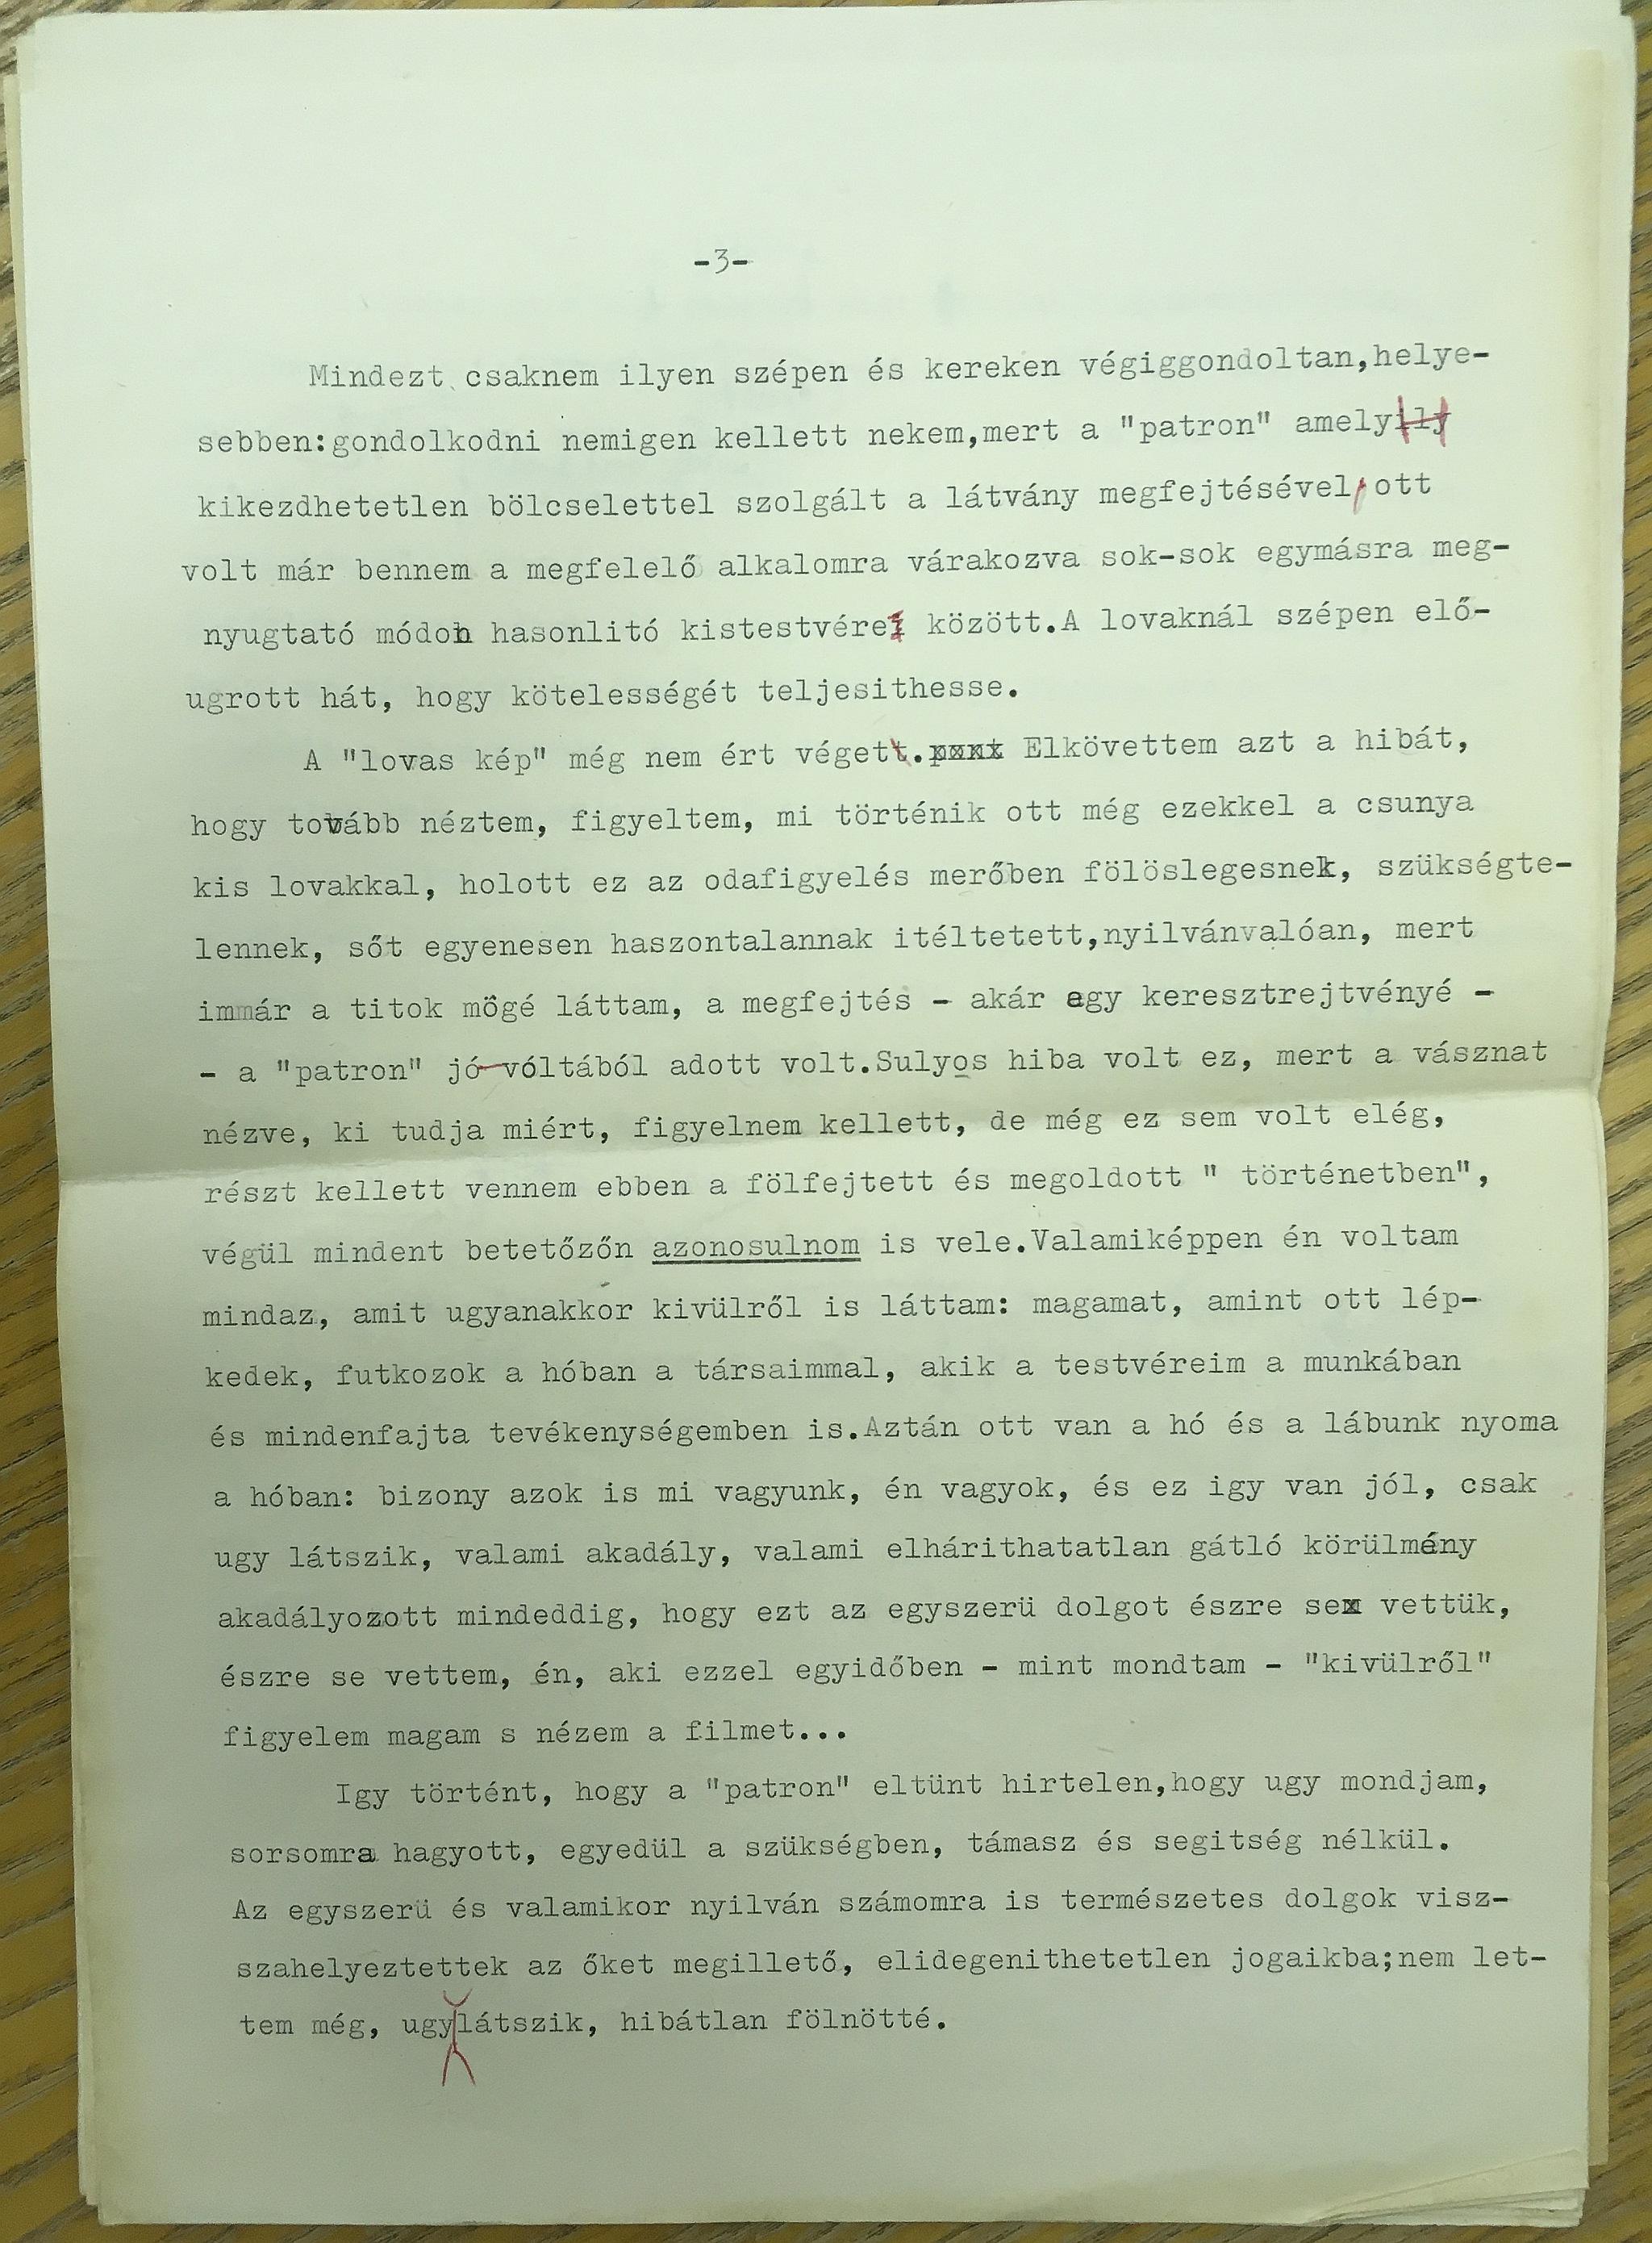 -3-
Mindezt csaknem ilyen szépen és kereken végiggondoltan,helye-
sebben:gondolkodni nemigen kellett nekem,mert a "patron" amelyily
kikezdhetetlen bölcselettel szolgált a látvány megfejtésével, ott
volt már bennem a megfelelő alkalomra várakozva sok-sok egymásra meg-
nyugtató módon hasonlitó kistestvérei között.A lovaknál szépen elő-
ugrott hát, hogy kötelességét teljesithesse.
A "lovas kép" még nem ért végett. Elkövettem azt a hibát,
hogy tovább néztem, figyeltem, mi történik ott még ezekkel a csunya
kis lovakkal, holott ez az odafigyelés merőben fölöslegesnek, szükségte-
lennek, sőt egyenesen haszontalannak itéltetett,nyilvánvalóan, mert
immár a titok mögé láttam, a megfejtés - akár egy keresztrejtvényé -
- a "patron" jó vóltából adott volt.Sulyos hiba volt ez, mert a vásznat
nézve, ki tudja miért, figyelnem kellett, de még ez sem volt elég,
részt kellett vennem ebben a fölfejtett és megoldott " történetben",
végül mindent betetőzőn azonosulnom is vele.Valamiképpen én voltam
mindaz, amit ugyanakkor kivülről is láttam: magamat, amint ott lép-
kedek, futkozok a hóban a társaimmal, akik a testvéreim a munkában
és mindenfajta tevékenységemben is.Aztán ott van a hó és a lábunk nyoma
a hóban: bizony azok is mi vagyunk, én vagyok, és ez igy van jól, csak
ugy látszik, valami akadály, valami elhárithatatlan gátló körülmény
akadályozott mindeddig, hogy ezt az egyszerü dolgot észre se vettük,
észre se vettem, én, aki ezzel egyidőben - mint mondtam - "kivülről"
figyelem magam s nézem a filmet...
Igy történt, hogy a "patron" eltünt hirtelen,hogy ugy mondjam,
sorsomra hagyott, egyedül a szükségben, támasz és segitség nélkül.
Az egyszerü és valamikor nyilván számomra is természetes dolgok visz-
szahelyeztettek az őket megillető, elidegenithetetlen jogaikba;nem let-
tem még, ugy látszik, hibátlan fölnötté.